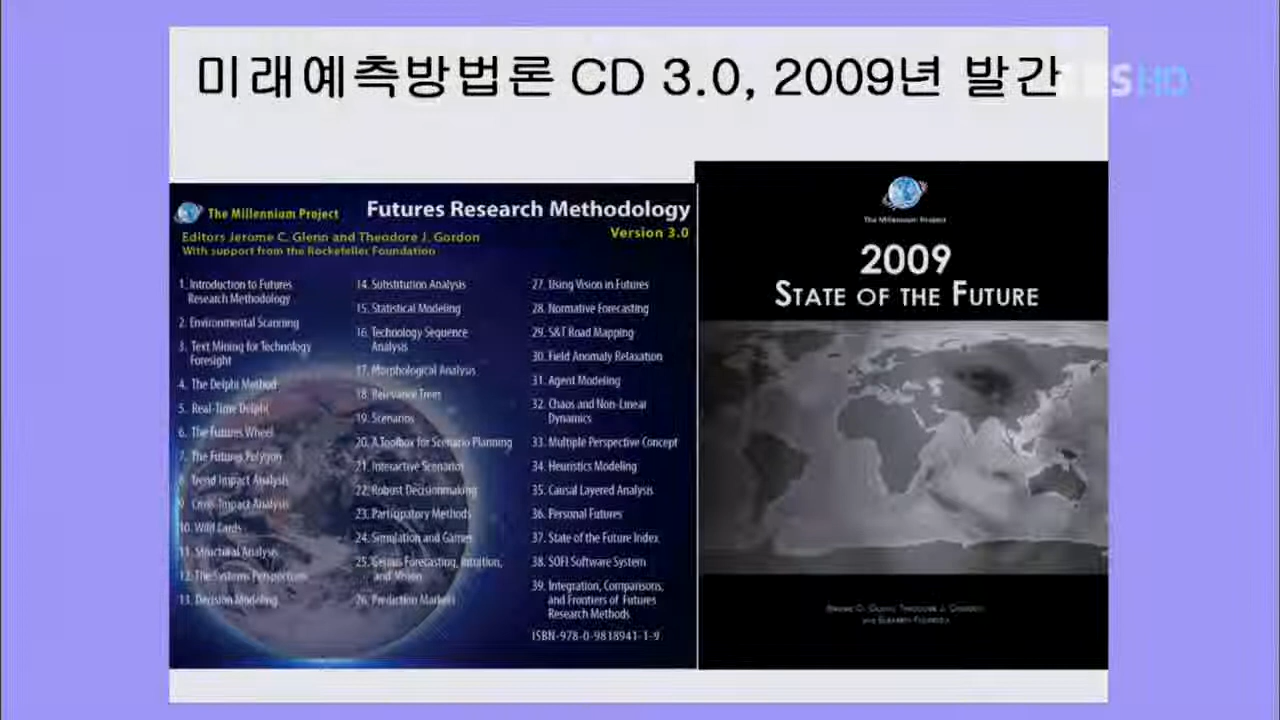 미래예측방법론 CD 3.0, 2009년 발간
HD
The Millennium Project
Futures Research Methodology
Version 3.0
Editors Jerome C. Glenn and Theodore J. Gordon
With support from the Rockefeller Foundation
1. Introduction to Futures
Research Methodology
2. Environmental Scanning
3. Text Mining for Technology
Foresight
4. The Delphi Method
5. Real-Time Delphi
6. The Futures Wheel
7. The Futures Polygon
8. Trend Impact Analysis
9. Cross-Impact Analysis
10. Wild Cards
11. Structural Analysis
12. The Systems Perspectives
13. Decision Modeling
14. Substitution Analysis
15. Statistical Modeling
16. Technology Sequence
Analysis
17. Morphological Analysis
18. Relevance Trees
19. Scenarios
20. A Toolbox for Scenario Planning
21. Interactive Scenarios
22. Robust Decisionmaking
23. Participatory Methods
24. Simulation and Games
25. Genius Forecasting, Intuition,
and Vision
26. Prediction Markets
27. Using Vision in Futures
28. Normative Forecasting
29. S&T Road Mapping
30. Field Anomaly Relaxation
31. Agent Modeling
32. Chaos and Non-Linear
Dynamics
33. Multiple Perspective Concept
34. Heuristics Modeling
35. Causal Layered Analysis
36. Personal Futures
37. State of the Future Index
38. SOFI Software System
39. Integration, Comparisons,
and Frontiers of Futures
Research Methods
ISBN-978-0-9818941-1-9
The Millennium Project
2009
STATE OF THE FUTURE
JEROME C. GLENN, THEODORE J. GORDON
AND ELIZABETH FLORESCU